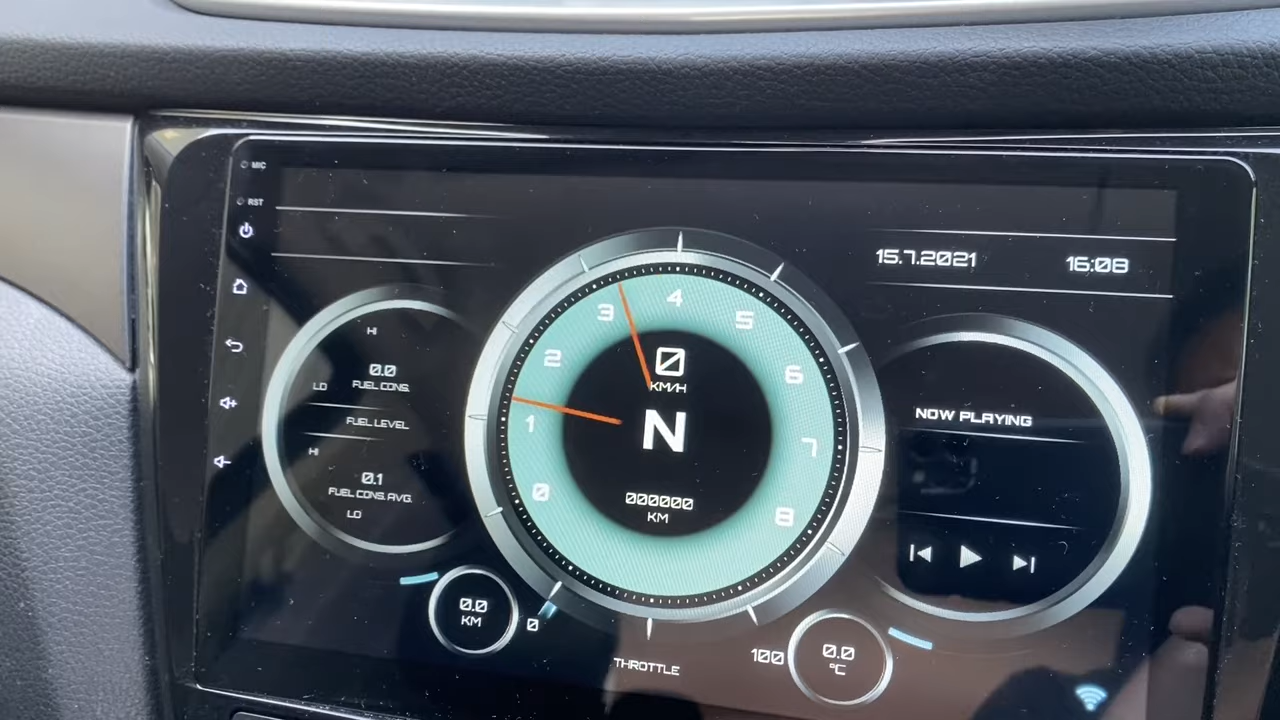 MIC
RST
15.7.2021
16:08
HI
0.0
LO
FUEL CONS.
FUEL LEVEL
HI
0.1
FUEL CONS. AVG.
LO
0
1
2
3
4
5
6
7
8
0
KM/H
N
000000
KM
NOW PLAYING
0.0
KM
0
THROTTLE
100
0.0
°C